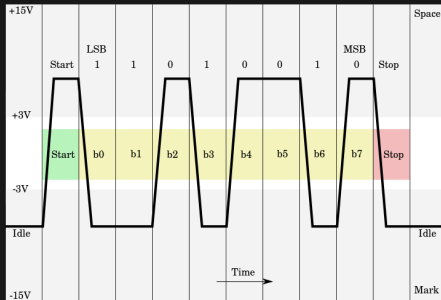 +15V
Space
LSB
MSB
Start 1 1 0 1 0 0 1 0 Stop
+3V
Start b0 b1 b2 b3 b4 b5 b6 b7 Stop
-3V
Idle
Idle
Time
-15V
Mark